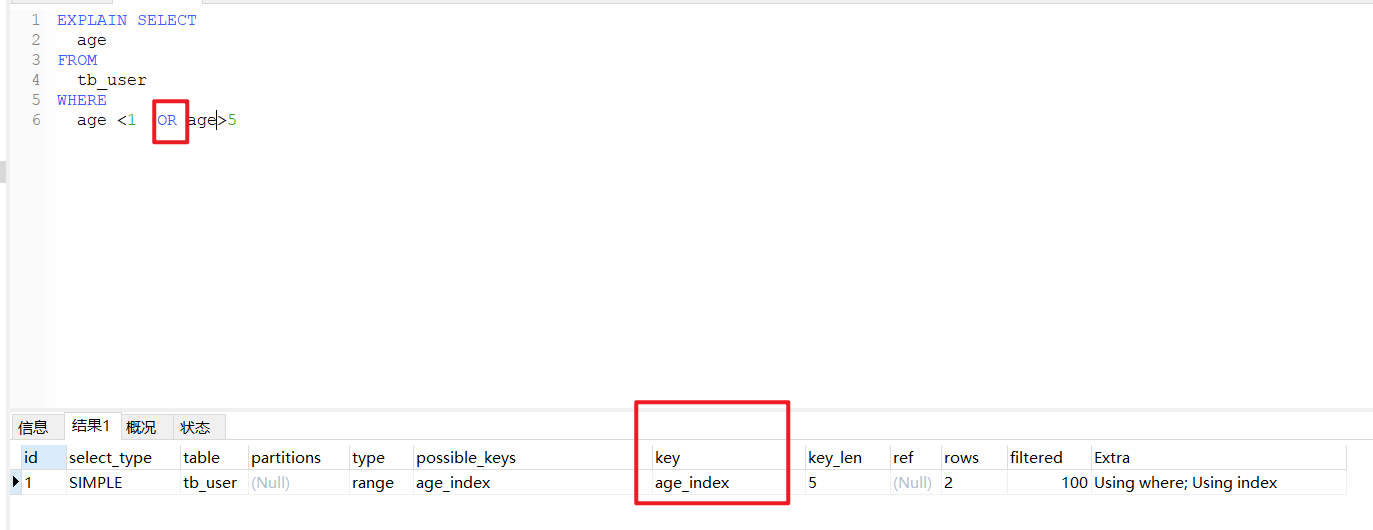 1 EXPLAIN SELECT
2 age
3 FROM
4 tb_user
5 WHERE
6 age <1 OR age>5
信息 结果1 概况 状态
id select_type table partitions type possible_keys key key_len ref rows filtered Extra
1 SIMPLE tb_user (Null) range age_index age_index 5 (Null) 2 100 Using where; Using index